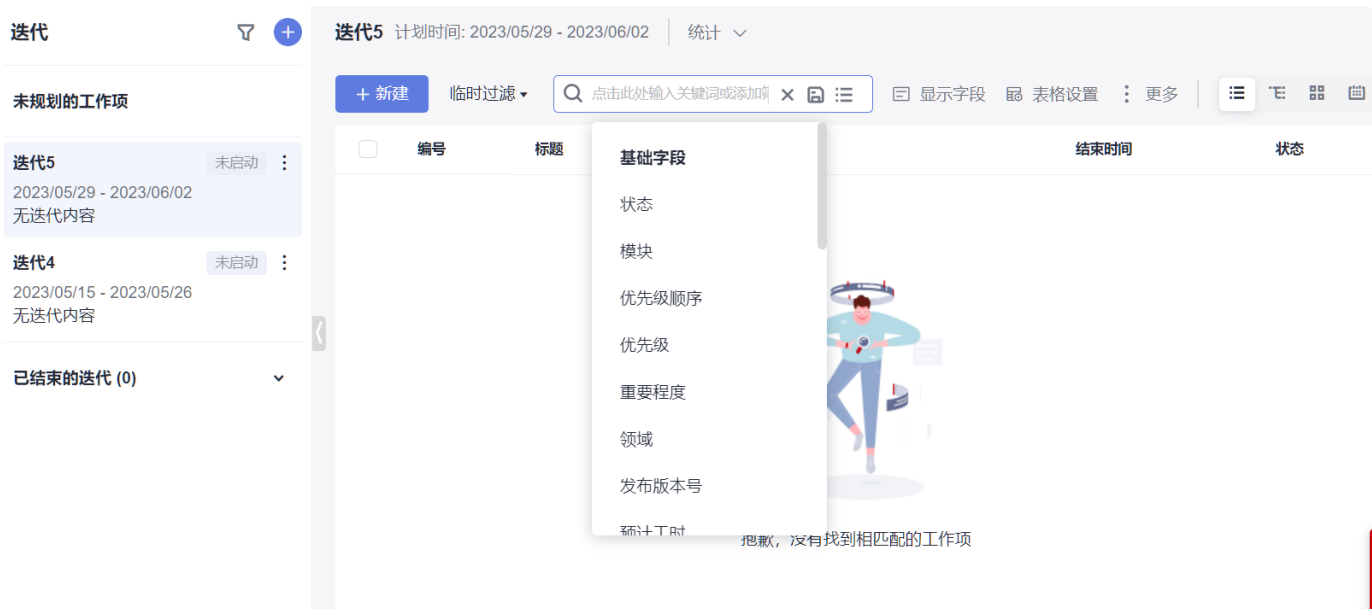 迭代
未规划的工作项
迭代5 未启动
2023/05/29 - 2023/06/02
无迭代内容
迭代4 未启动
2023/05/15 - 2023/05/26
无迭代内容
已结束的迭代 (0)
迭代5 计划时间: 2023/05/29 - 2023/06/02 统计
+ 新建 临时过滤 点击此处输入关键词或添加 显示字段 表格设置 更多
编号 标题 结束时间 状态
基础字段
状态
模块
优先级顺序
优先级
重要程度
领域
发布版本号
预计工时
抱歉，没有找到相匹配的工作项